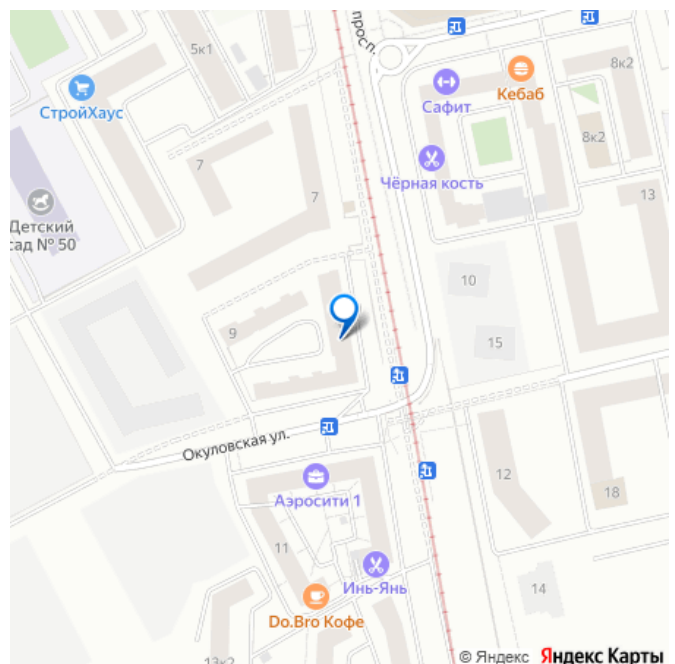 просп.
5к1
СтройХаус
Сафит
Кебаб
8к2
8к2
7
7
Чёрная кость
13
Детский
сад № 50
10
9
15
Окуловская ул.
12
Аэросити 1
18
11
Инь-Янь
14
Do.Bro Кофе
13к2
© Яндекс Яндекс Карты